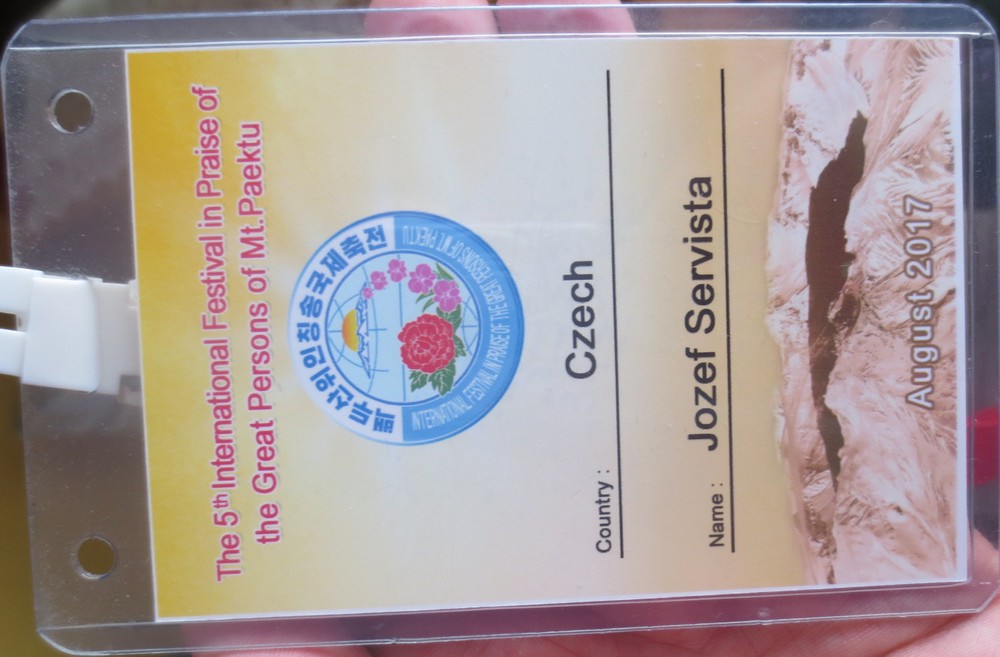 The 5th International Festival in Praise of
the Great Persons of Mt.Paektu
백두산위인칭송국제축전
INTERNATIONAL FESTIVAL IN PRAISE OF THE GREAT PERSONS OF MT. PAEKTU
Country : Czech
Name : Jozef Servista
August 2017